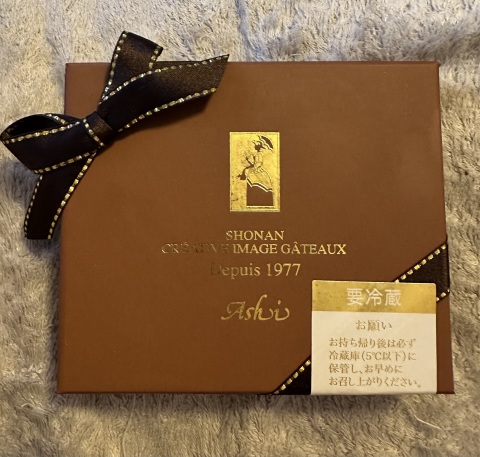 SHONAN
CREATIVE IMAGE GÂTEAUX
Depuis 1977
Ashi
要冷蔵
お願い
お持ち帰り後は必ず
冷蔵庫(5℃以下)に
保管し、お早めに
お召し上がりください。